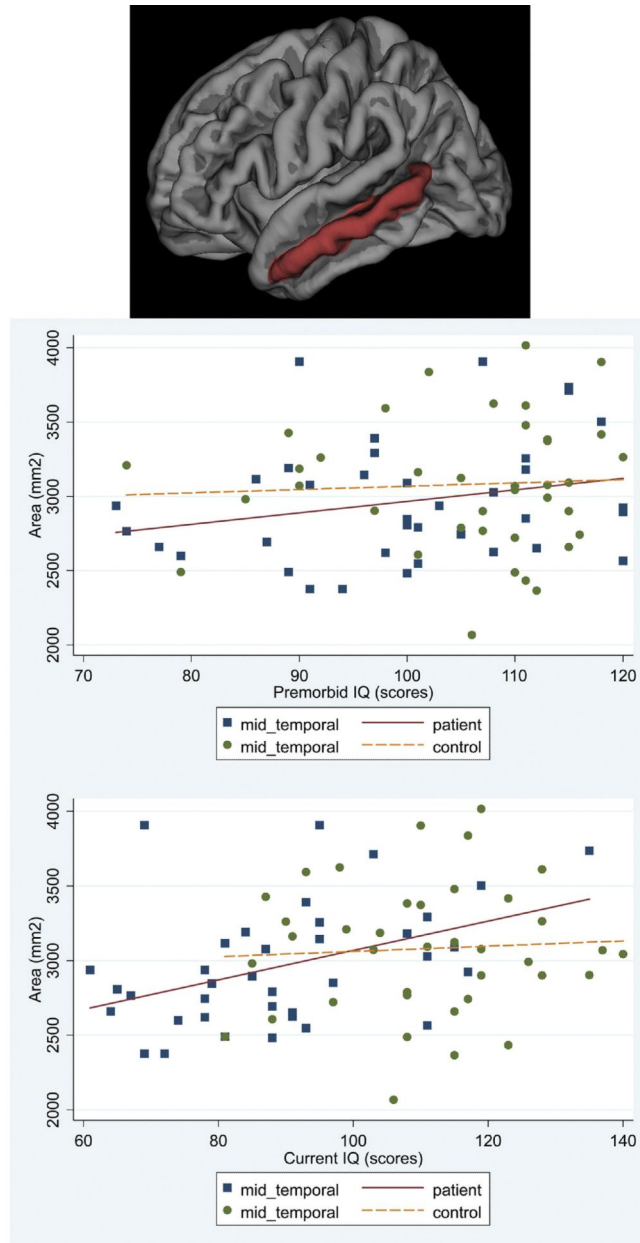 4000
3500
3000
2500
2000
Area (mm2)
70 80 90 100 110 120
Premorbid IQ (scores)
mid_temporal patient
mid_temporal control
4000
3500
3000
2500
2000
Area (mm2)
60 80 100 120 140
Current IQ (scores)
mid_temporal patient
mid_temporal control